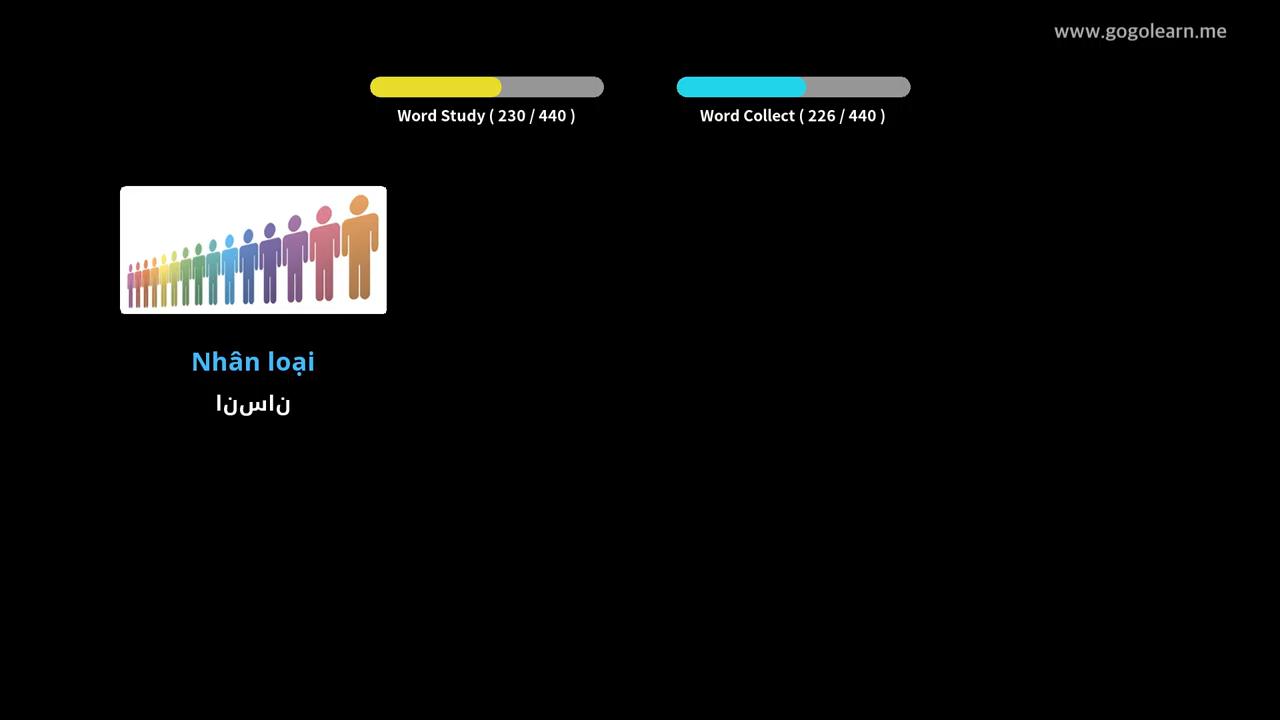 www.gogolearn.me
Word Study ( 230 / 440 )
Word Collect ( 226 / 440 )
Nhân loại
انسان